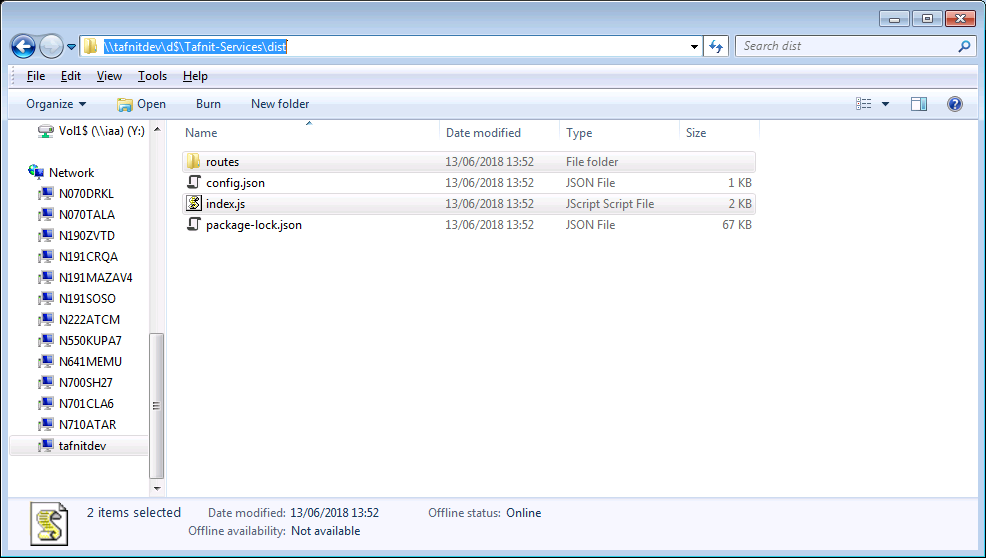 \\tafnitdev\d$\Tafnit-Services\dist
Search dist
File Edit View Tools Help
Organize Open Burn New folder
Vol1$ (\\iaa) (Y:)
Network
N070DRKL
N070TALA
N190ZVTD
N191CRQA
N191MAZAV4
N191SOSO
N222ATCM
N550KUPA7
N641MEMU
N700SH27
N701CLA6
N710ATAR
tafnitdev
Name Date modified Type Size
routes 13/06/2018 13:52 File folder
config.json 13/06/2018 13:52 JSON File 1 KB
index.js 13/06/2018 13:52 JScript Script File 2 KB
package-lock.json 13/06/2018 13:52 JSON File 67 KB
2 items selected Date modified: 13/06/2018 13:52 Offline status: Online
Offline availability: Not available